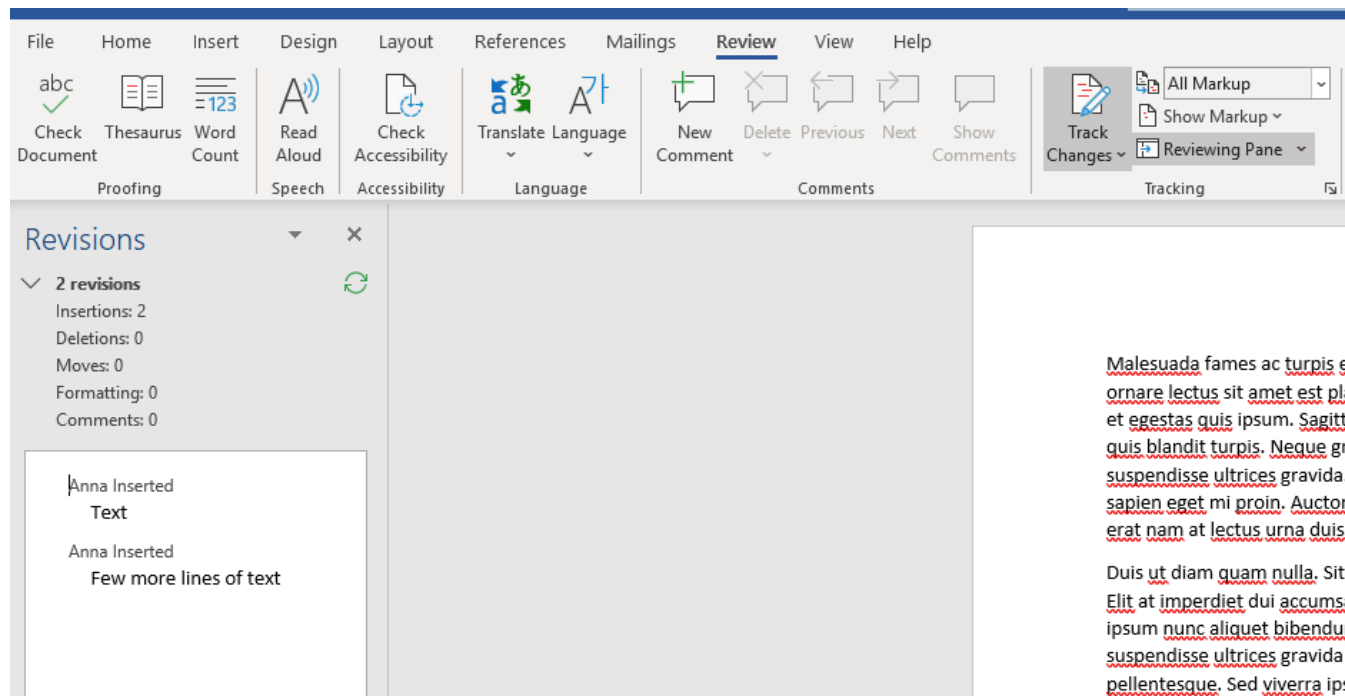 File Home Insert Design Layout References Mailings Review View Help
abc
Check Document
Thesaurus
123
Word Count
Proofing
A
Read Aloud
Speech
Check Accessibility
Accessibility
あ
a
Translate
A가
Language
Language
New Comment
Delete
Previous
Next
Show Comments
Comments
Track Changes
All Markup
Show Markup
Reviewing Pane
Tracking
Revisions
2 revisions
Insertions: 2
Deletions: 0
Moves: 0
Formatting: 0
Comments: 0
Anna Inserted
Text
Anna Inserted
Few more lines of text
Malesuada fames ac turpis
ornare lectus sit amet est
et egestas quis ipsum.
quis blandit turpis. Neque
suspendisse ultrices gravida
sapien eget mi proin. Auctor
erat nam at lectus urna duis
Duis ut diam quam nulla. Sit
Elit at imperdiet dui
ipsum nunc aliquet
suspendisse ultrices gravida
pellentesque. Sed viverra